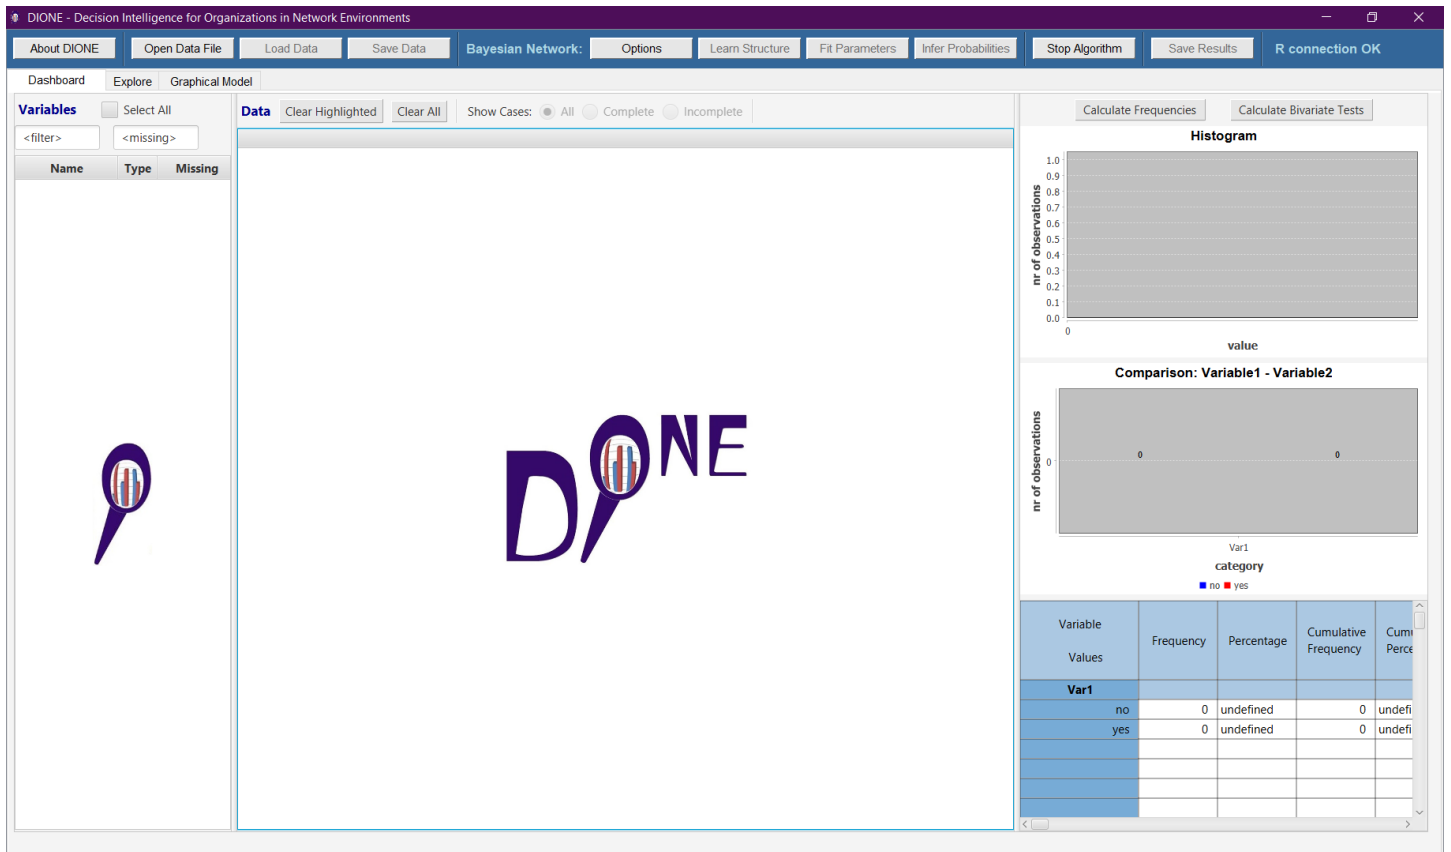 DIONE - Decision Intelligence for Organizations in Network Environments
About DIONE Open Data File Load Data Save Data Bayesian Network: Options Learn Structure Fit Parameters Infer Probabilities Stop Algorithm Save Results R connection OK
Dashboard Explore Graphical Model
Variables Select All
<filter> <missing>
Name Type Missing
Data Clear Highlighted Clear All Show Cases: All Complete Incomplete
DIONE
Calculate Frequencies Calculate Bivariate Tests
Histogram
nr of observations
1.0
0.9
0.8
0.7
0.6
0.5
0.4
0.3
0.2
0.1
0.0
0
value
Comparison: Variable1 - Variable2
nr of observations
0 0 0
Var1
category
no yes
Variable Values Frequency Percentage Cumulative Frequency Cumu Perce
Var1
no 0 undefined 0 undefi
yes 0 undefined 0 undefi